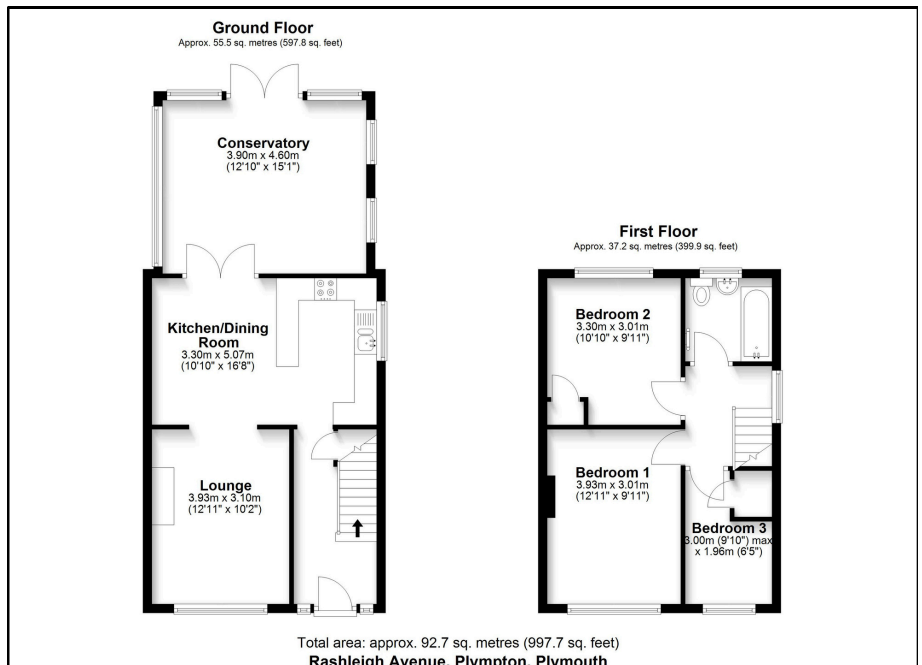 Ground Floor
Approx. 55.5 sq. metres (597.8 sq. feet)
Conservatory
3.90m x 4.60m
(12'10" x 15'1")
Kitchen/Dining
Room
3.30m x 5.07m
(10'10" x 16'8")
Lounge
3.93m x 3.10m
(12'11" x 10'2")
First Floor
Approx. 37.2 sq. metres (399.9 sq. feet)
Bedroom 2
3.30m x 3.01m
(10'10" x 9'11")
Bedroom 1
3.93m x 3.01m
(12'11" x 9'11")
Bedroom 3
3.00m (9'10") max
x 1.96m (6'5")
Total area: approx. 92.7 sq. metres (997.7 sq. feet)
Rashleigh Avenue, Plympton, Plymouth